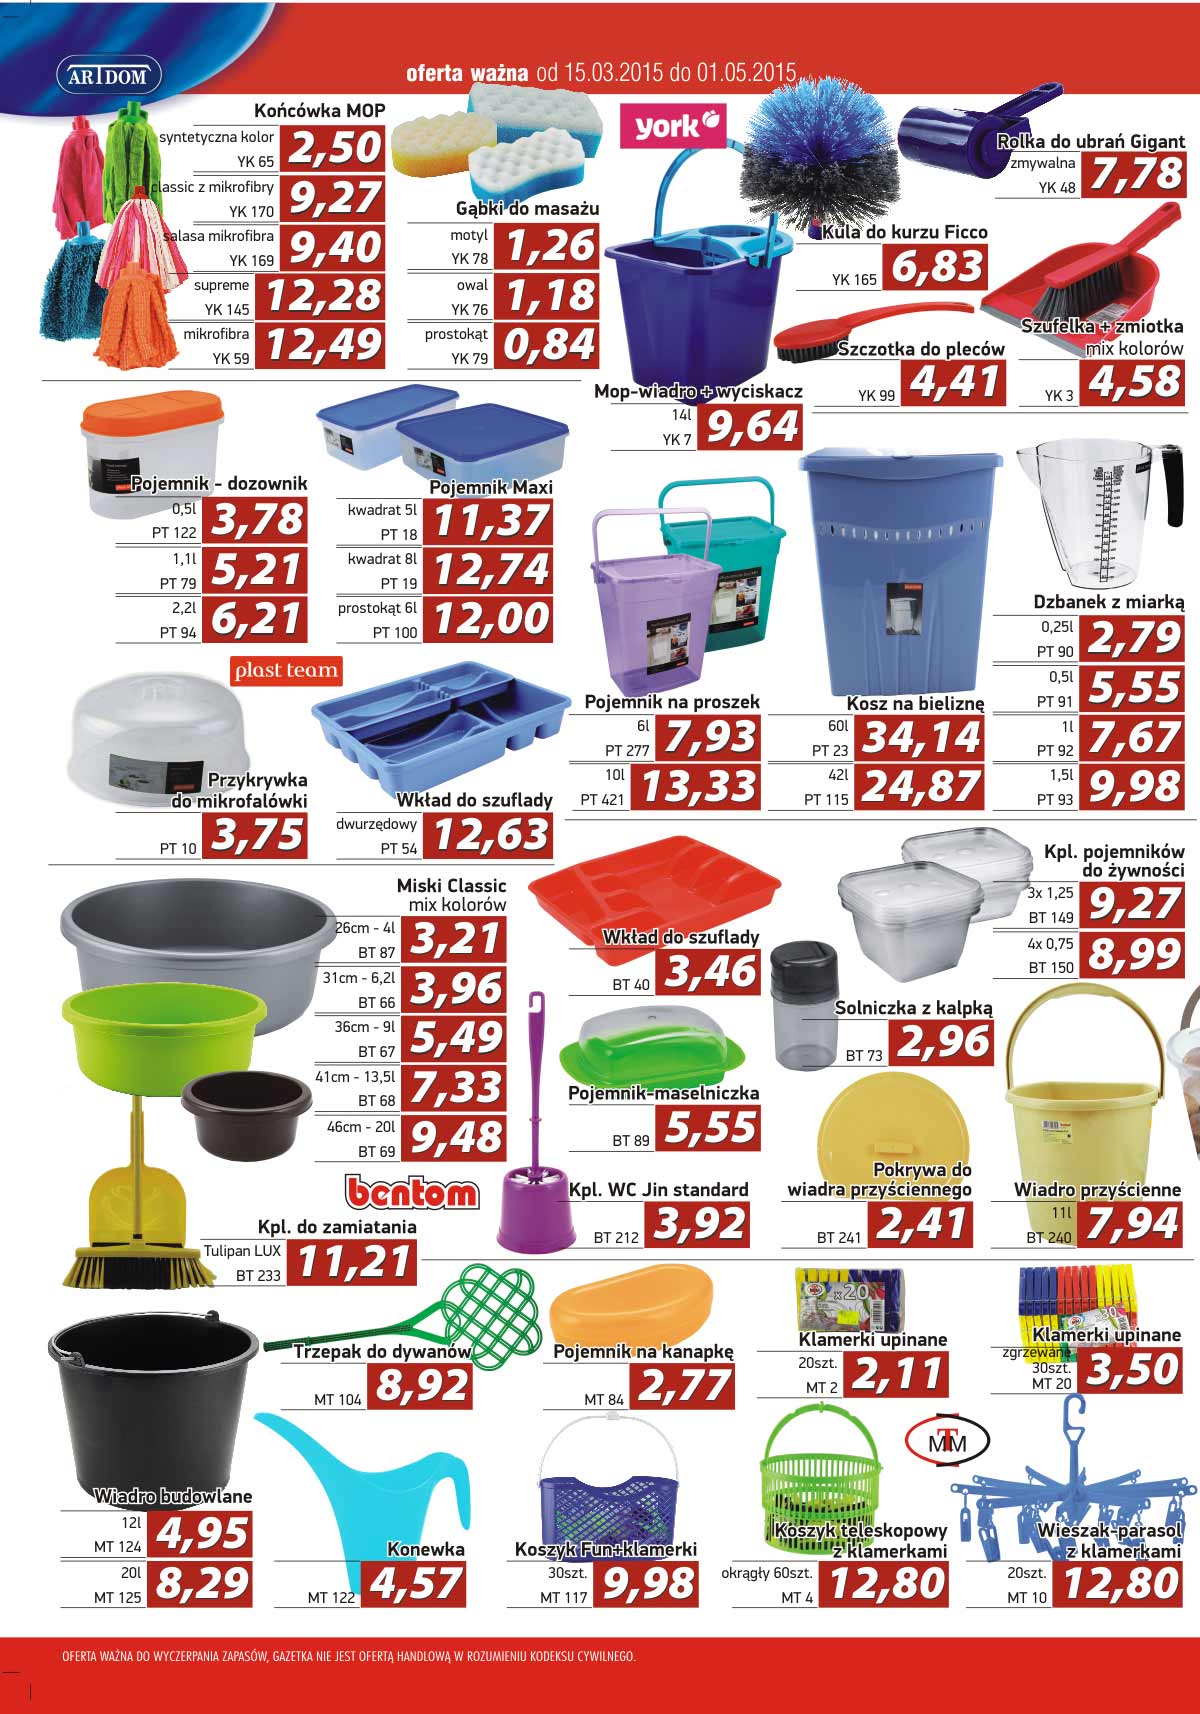 ARTDOM
oferta ważna od 15.03.2015 do 01.05.2015
Końcówka MOP
syntetyczna kolor
YK 65
2,50
classic z mikrofibry
YK 170
9,27
salasa mikrofibra
YK 169
9,40
supreme
YK 145
12,28
mikrofibra
YK 59
12,49
Gąbki do masażu
motyl
YK 78
1,26
owal
YK 76
1,18
prostokąt
YK 79
0,84
york
Mop-wiadro + wyciskacz
14l
YK 7
9,64
Kula do kurzu Ficco
YK 165
6,83
Rolka do ubrań Gigant
zmywalna
YK 48
7,78
Szczotka do pleców
YK 99
4,41
Szufelka + zmiotka
mix kolorów
YK 3
4,58
Pojemnik - dozownik
0,5l
PT 122
3,78
1,1l
PT 79
5,21
2,2l
PT 94
6,21
Pojemnik Maxi
kwadrat 5l
PT 18
11,37
kwadrat 8l
PT 19
12,74
prostokąt 6l
PT 100
12,00
plast team
Przykrywka
do mikrofalówki
PT 10
3,75
Wkład do szuflady
dwurzędowy
PT 54
12,63
Pojemnik na proszek
6l
PT 277
7,93
10l
PT 421
13,33
Kosz na bieliznę
60l
PT 23
34,14
42l
PT 115
24,87
Dzbanek z miarką
0,25l
PT 90
2,79
0,5l
PT 91
5,55
1l
PT 92
7,67
1,5l
PT 93
9,98
Miski Classic
mix kolorów
26cm - 4l
BT 87
3,21
31cm - 6,2l
BT 66
3,96
36cm - 9l
BT 67
5,49
41cm - 13,5l
BT 68
7,33
46cm - 20l
BT 69
9,48
bentom
Kpl. do zamiatania
Tulipan LUX
BT 233
11,21
Wkład do szuflady
BT 40
3,46
Pojemnik-maselniczka
BT 89
5,55
Kpl. WC Jin standard
BT 212
3,92
Kpl. pojemników
do żywności
3x 1,25
BT 149
9,27
4x 0,75
BT 150
8,99
Solniczka z kalpką
BT 73
2,96
Pokrywa do
wiadra przyściennego
BT 241
2,41
Wiadro przyścienne
11l
BT 240
7,94
Wiadro budowlane
12l
MT 124
4,95
20l
MT 125
8,29
Trzepak do dywanów
MT 104
8,92
Konewka
MT 122
4,57
Pojemnik na kanapkę
MT 84
2,77
Koszyk Fun+klamerki
30szt.
MT 117
9,98
x20
Klamerki upinane
20szt.
MT 2
2,11
30
Klamerki upinane
zgrzewane
30szt.
MT 20
3,50
MTM
Koszyk teleskopowy
z klamerkami
okrągły 60szt.
MT 4
12,80
Wieszak-parasol
z klamerkami
20szt.
MT 10
12,80
OFERTA WAŻNA DO WYCZERPANIA ZAPASÓW, GAZETKA NIE JEST OFERTĄ HANDLOWĄ W ROZUMIENIU KODEKSU CYWILNEGO.